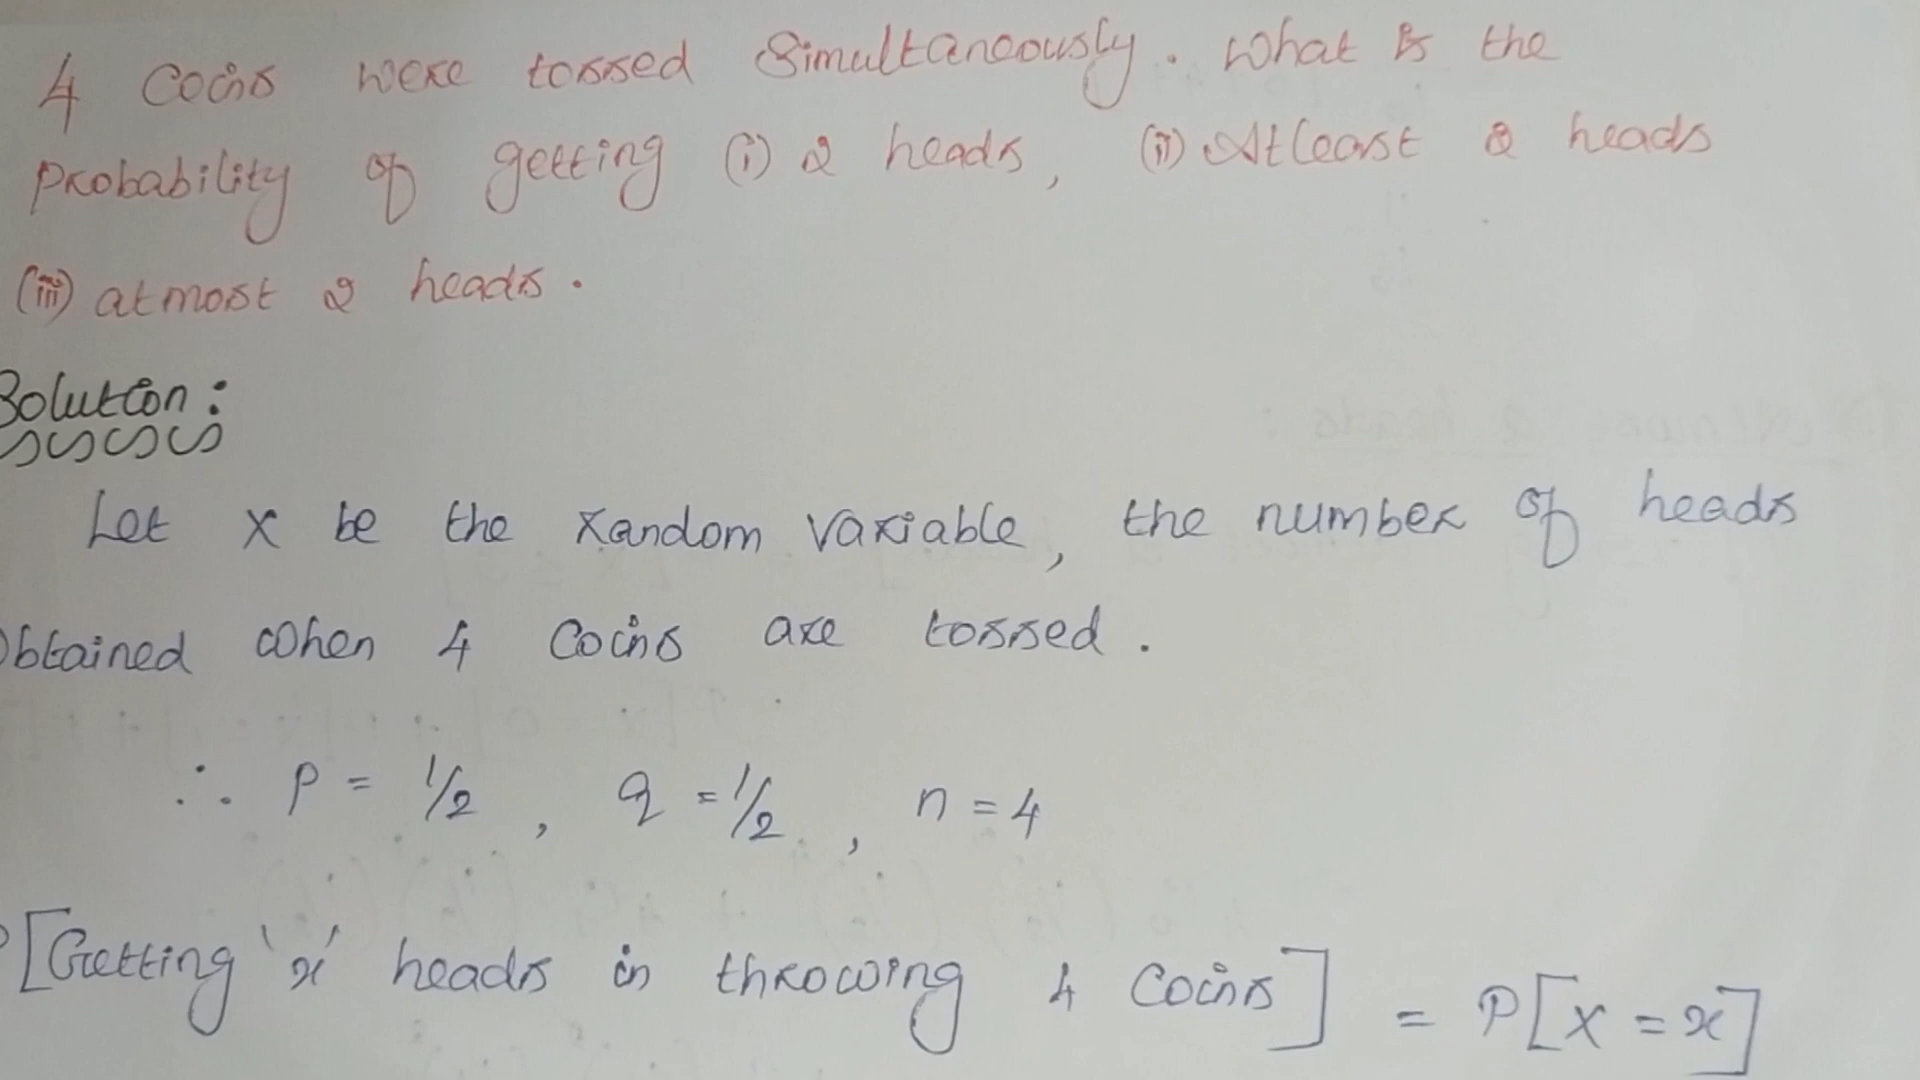 4 Coins were tossed Simultaneously. What is the
probability of getting (i) 2 heads, (ii) Atleast 2 heads
(iii) atmost 2 heads.
Solution:
Let X be the random variable, the number of heads
Obtained when 4 Coins are tossed.
∴ p = 1/2, q = 1/2, n = 4
P[Getting 'x' heads in throwing 4 Coins] = P[X = x]